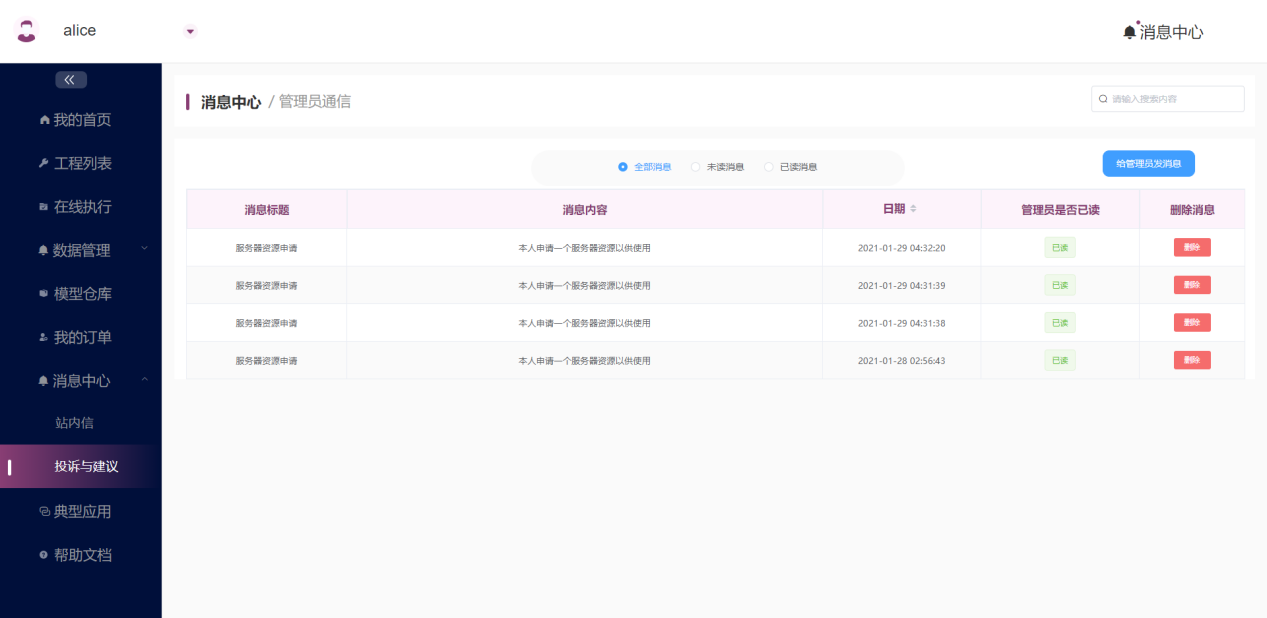 alice
消息中心
消息中心 / 管理员通信
请输入搜索内容
我的首页
工程列表
在线执行
数据管理
模型仓库
我的订单
消息中心
站内信
投诉与建议
典型应用
帮助文档
全部消息 未读消息 已读消息
给管理员发消息
消息标题 消息内容 日期 管理员是否已读 删除消息
服务器资源申请 本人申请一个服务器资源以供使用 2021-01-29 04:32:20 已读 删除
服务器资源申请 本人申请一个服务器资源以供使用 2021-01-29 04:31:39 已读 删除
服务器资源申请 本人申请一个服务器资源以供使用 2021-01-29 04:31:38 已读 删除
服务器资源申请 本人申请一个服务器资源以供使用 2021-01-28 02:56:43 已读 删除